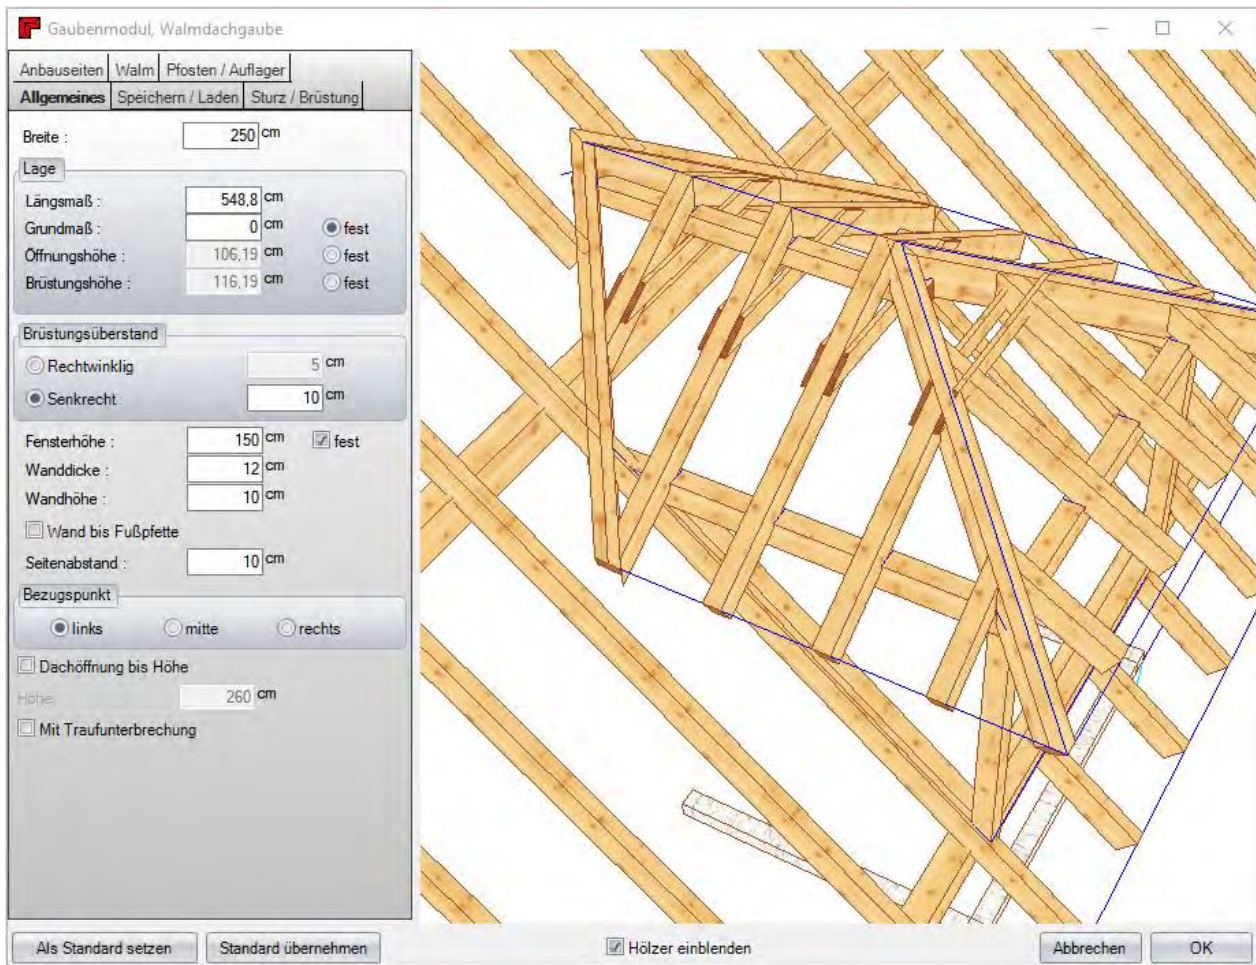 Gaubenmodul, Walmdachgaube
Anbauseiten Walm Pfosten / Auflager
Allgemeines Speichern / Laden Sturz / Brüstung
Breite : 250 cm
Lage
Längsmaß : 548,8 cm
Grundmaß : 0 cm fest
Öffnungshöhe : 106,19 cm fest
Brüstungshöhe : 116,19 cm fest
Brüstungsüberstand
Rechtwinklig 5 cm
Senkrecht 10 cm
Fensterhöhe : 150 cm fest
Wanddicke : 12 cm
Wandhöhe : 10 cm
Wand bis Fußpfette
Seitenabstand : 10 cm
Bezugspunkt
links mitte rechts
Dachöffnung bis Höhe
Höhe: 260 cm
Mit Traufunterbrechung
Als Standard setzen Standard übernehmen Hölzer einblenden Abbrechen OK